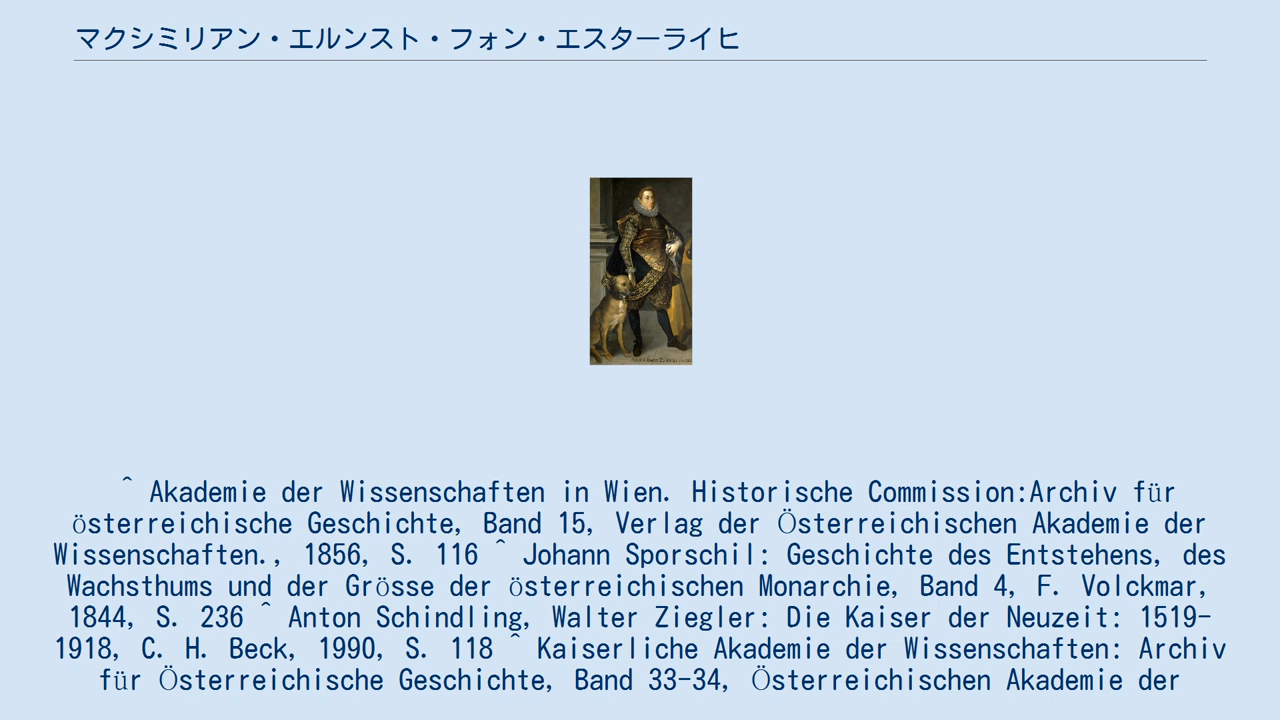 マクシミリアン・エルンスト・フォン・エスターライヒ
^ Akademie der Wissenschaften in Wien. Historische Commission:Archiv für
österreichische Geschichte, Band 15, Verlag der Österreichischen Akademie der
Wissenschaften., 1856, S. 116 ^ Johann Sporschil: Geschichte des Entstehens, des
Wachsthums und der Grösse der österreichischen Monarchie, Band 4, F. Volckmar,
1844, S. 236 ^ Anton Schindling, Walter Ziegler: Die Kaiser der Neuzeit: 1519-
1918, C. H. Beck, 1990, S. 118 ^ Kaiserliche Akademie der Wissenschaften: Archiv
für Österreichische Geschichte, Band 33-34, Österreichischen Akademie der